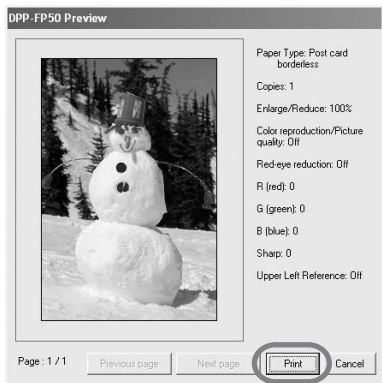 DPP-FP50 Preview
Paper Type: Post card
borderless
Copies: 1
Enlarge/Reduce: 100%
Color reproduction/Picture
quality: Off
Red-eye reduction: Off
R (red): 0
G (green): 0
B (blue): 0
Sharp: 0
Upper Left Reference: Off
Page : 1 / 1
Previous page
Next page
Print
Cancel